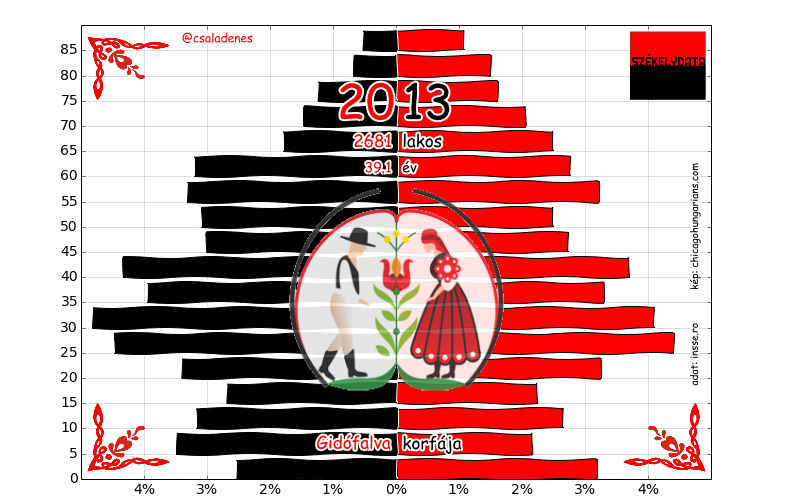 @csaladenes
SZÉKELYDATA
2013
2681 lakos
39.1 év
kép: chicagohungarians.com
adat: insse.ro
Gidófalva korfája
85
80
75
70
65
60
55
50
45
40
35
30
25
20
15
10
5
0
4% 3% 2% 1% 0% 1% 2% 3% 4%